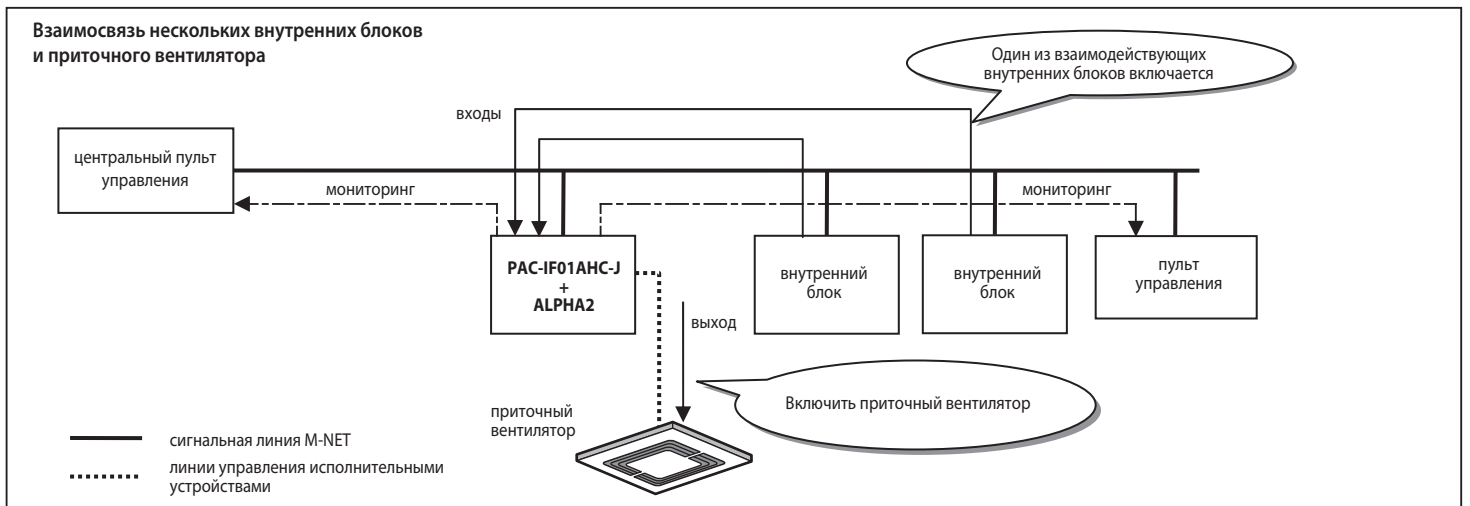 Взаимосвязь нескольких внутренних блоков
и приточного вентилятора
Один из взаимодействующих
внутренних блоков включается
входы
центральный пульт
управления
мониторинг
мониторинг
PAC-IF01AHC-J
+
ALPHA2
внутренний
блок
внутренний
блок
пульт
управления
выход
Включить приточный вентилятор
приточный
вентилятор
сигнальная линия M-NET
линии управления исполнительными
устройствами